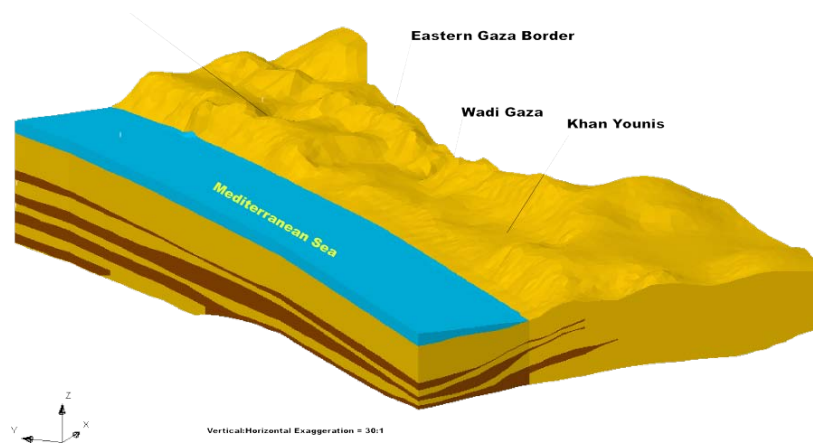 Eastern Gaza Border
Wadi Gaza
Khan Younis
Mediterranean Sea
Z
Y
X
Vertical:Horizontal Exaggeration = 30:1